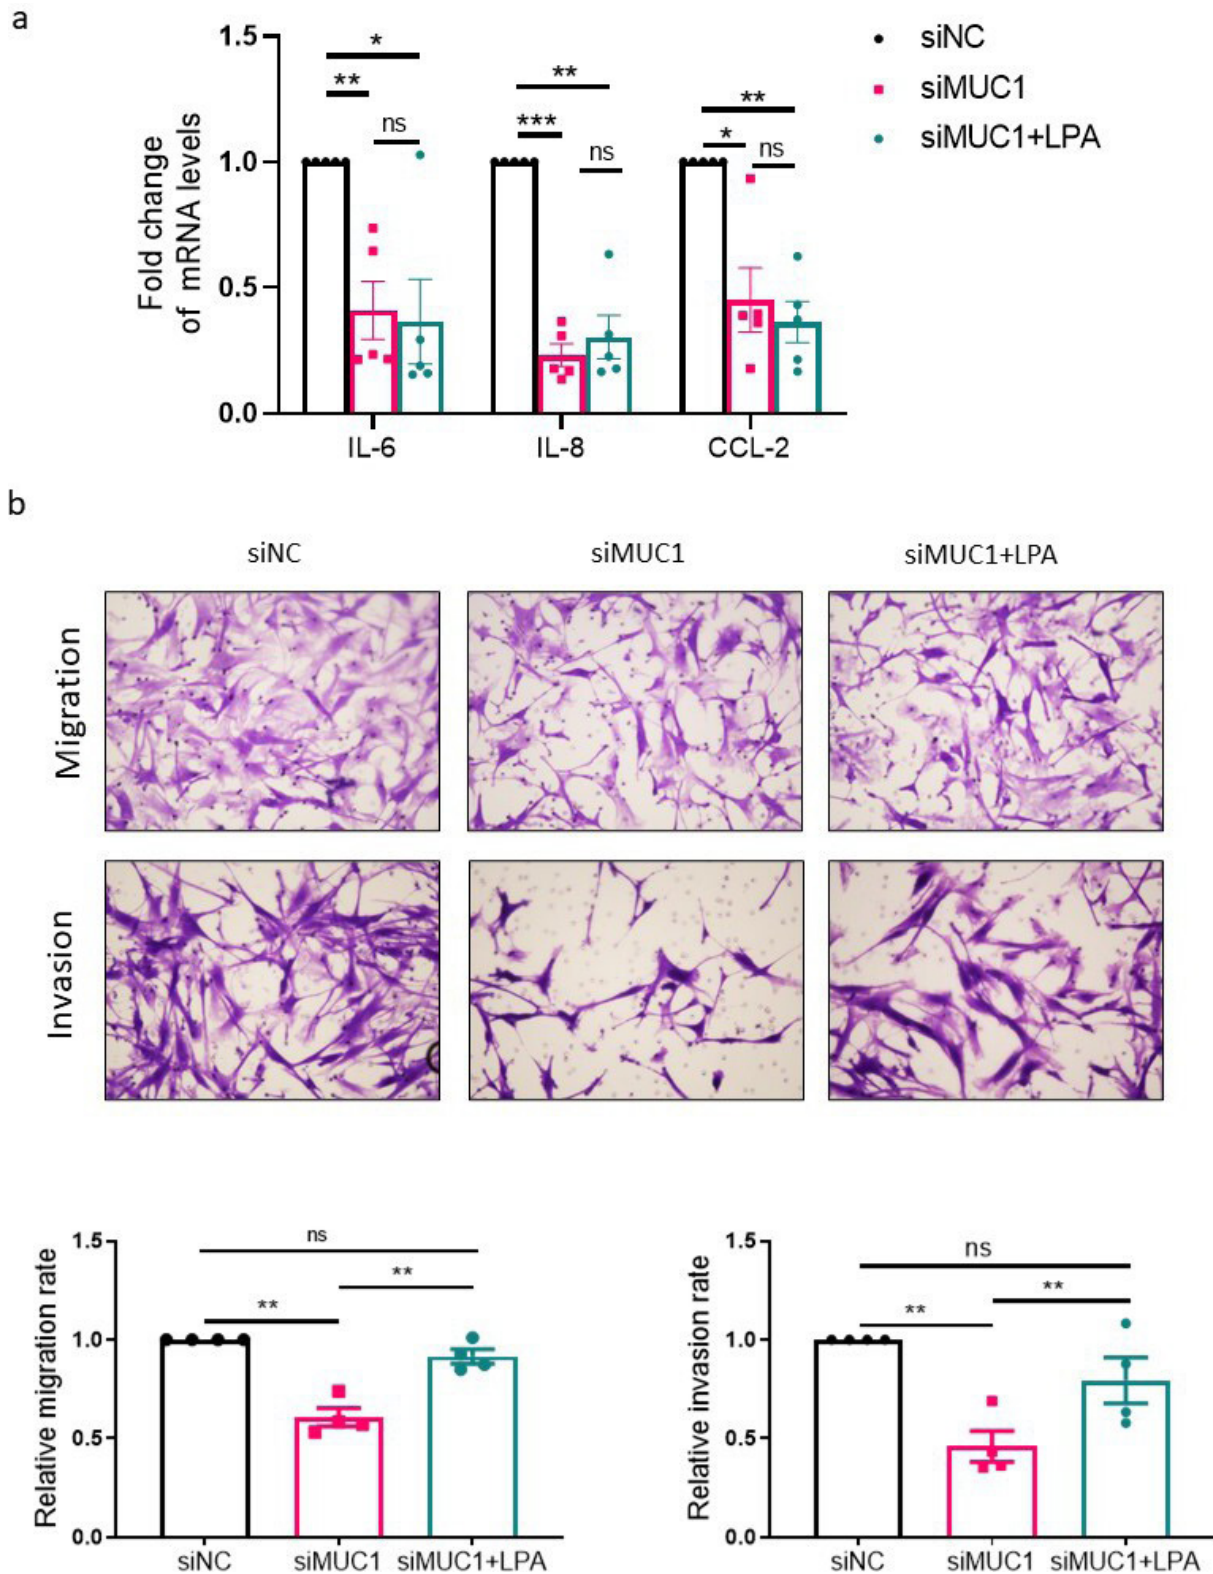 a
1.5
1.0
0.5
0.0
Fold change
of mRNA levels
*
**
ns
**
***
ns
**
*
ns
IL-6
IL-8
CCL-2
siNC
siMUC1
siMUC1+LPA
b
siNC
siMUC1
siMUC1+LPA
Migration
Invasion
Relative migration rate
1.5
1.0
0.5
0.0
ns
**
**
siNC
siMUC1
siMUC1+LPA
Relative invasion rate
1.5
1.0
0.5
0.0
ns
**
**
siNC
siMUC1
siMUC1+LPA